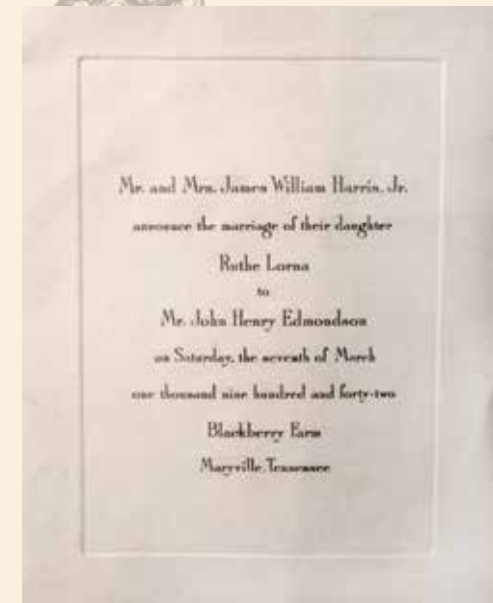 Mr. and Mrs. James William Harris, Jr.
announce the marriage of their daughter
Ruthe Lorna
to
Mr. John Henry Edmondson
on Saturday, the seventh of March
one thousand nine hundred and forty-two
Blackberry Farm
Maryville, Tennessee